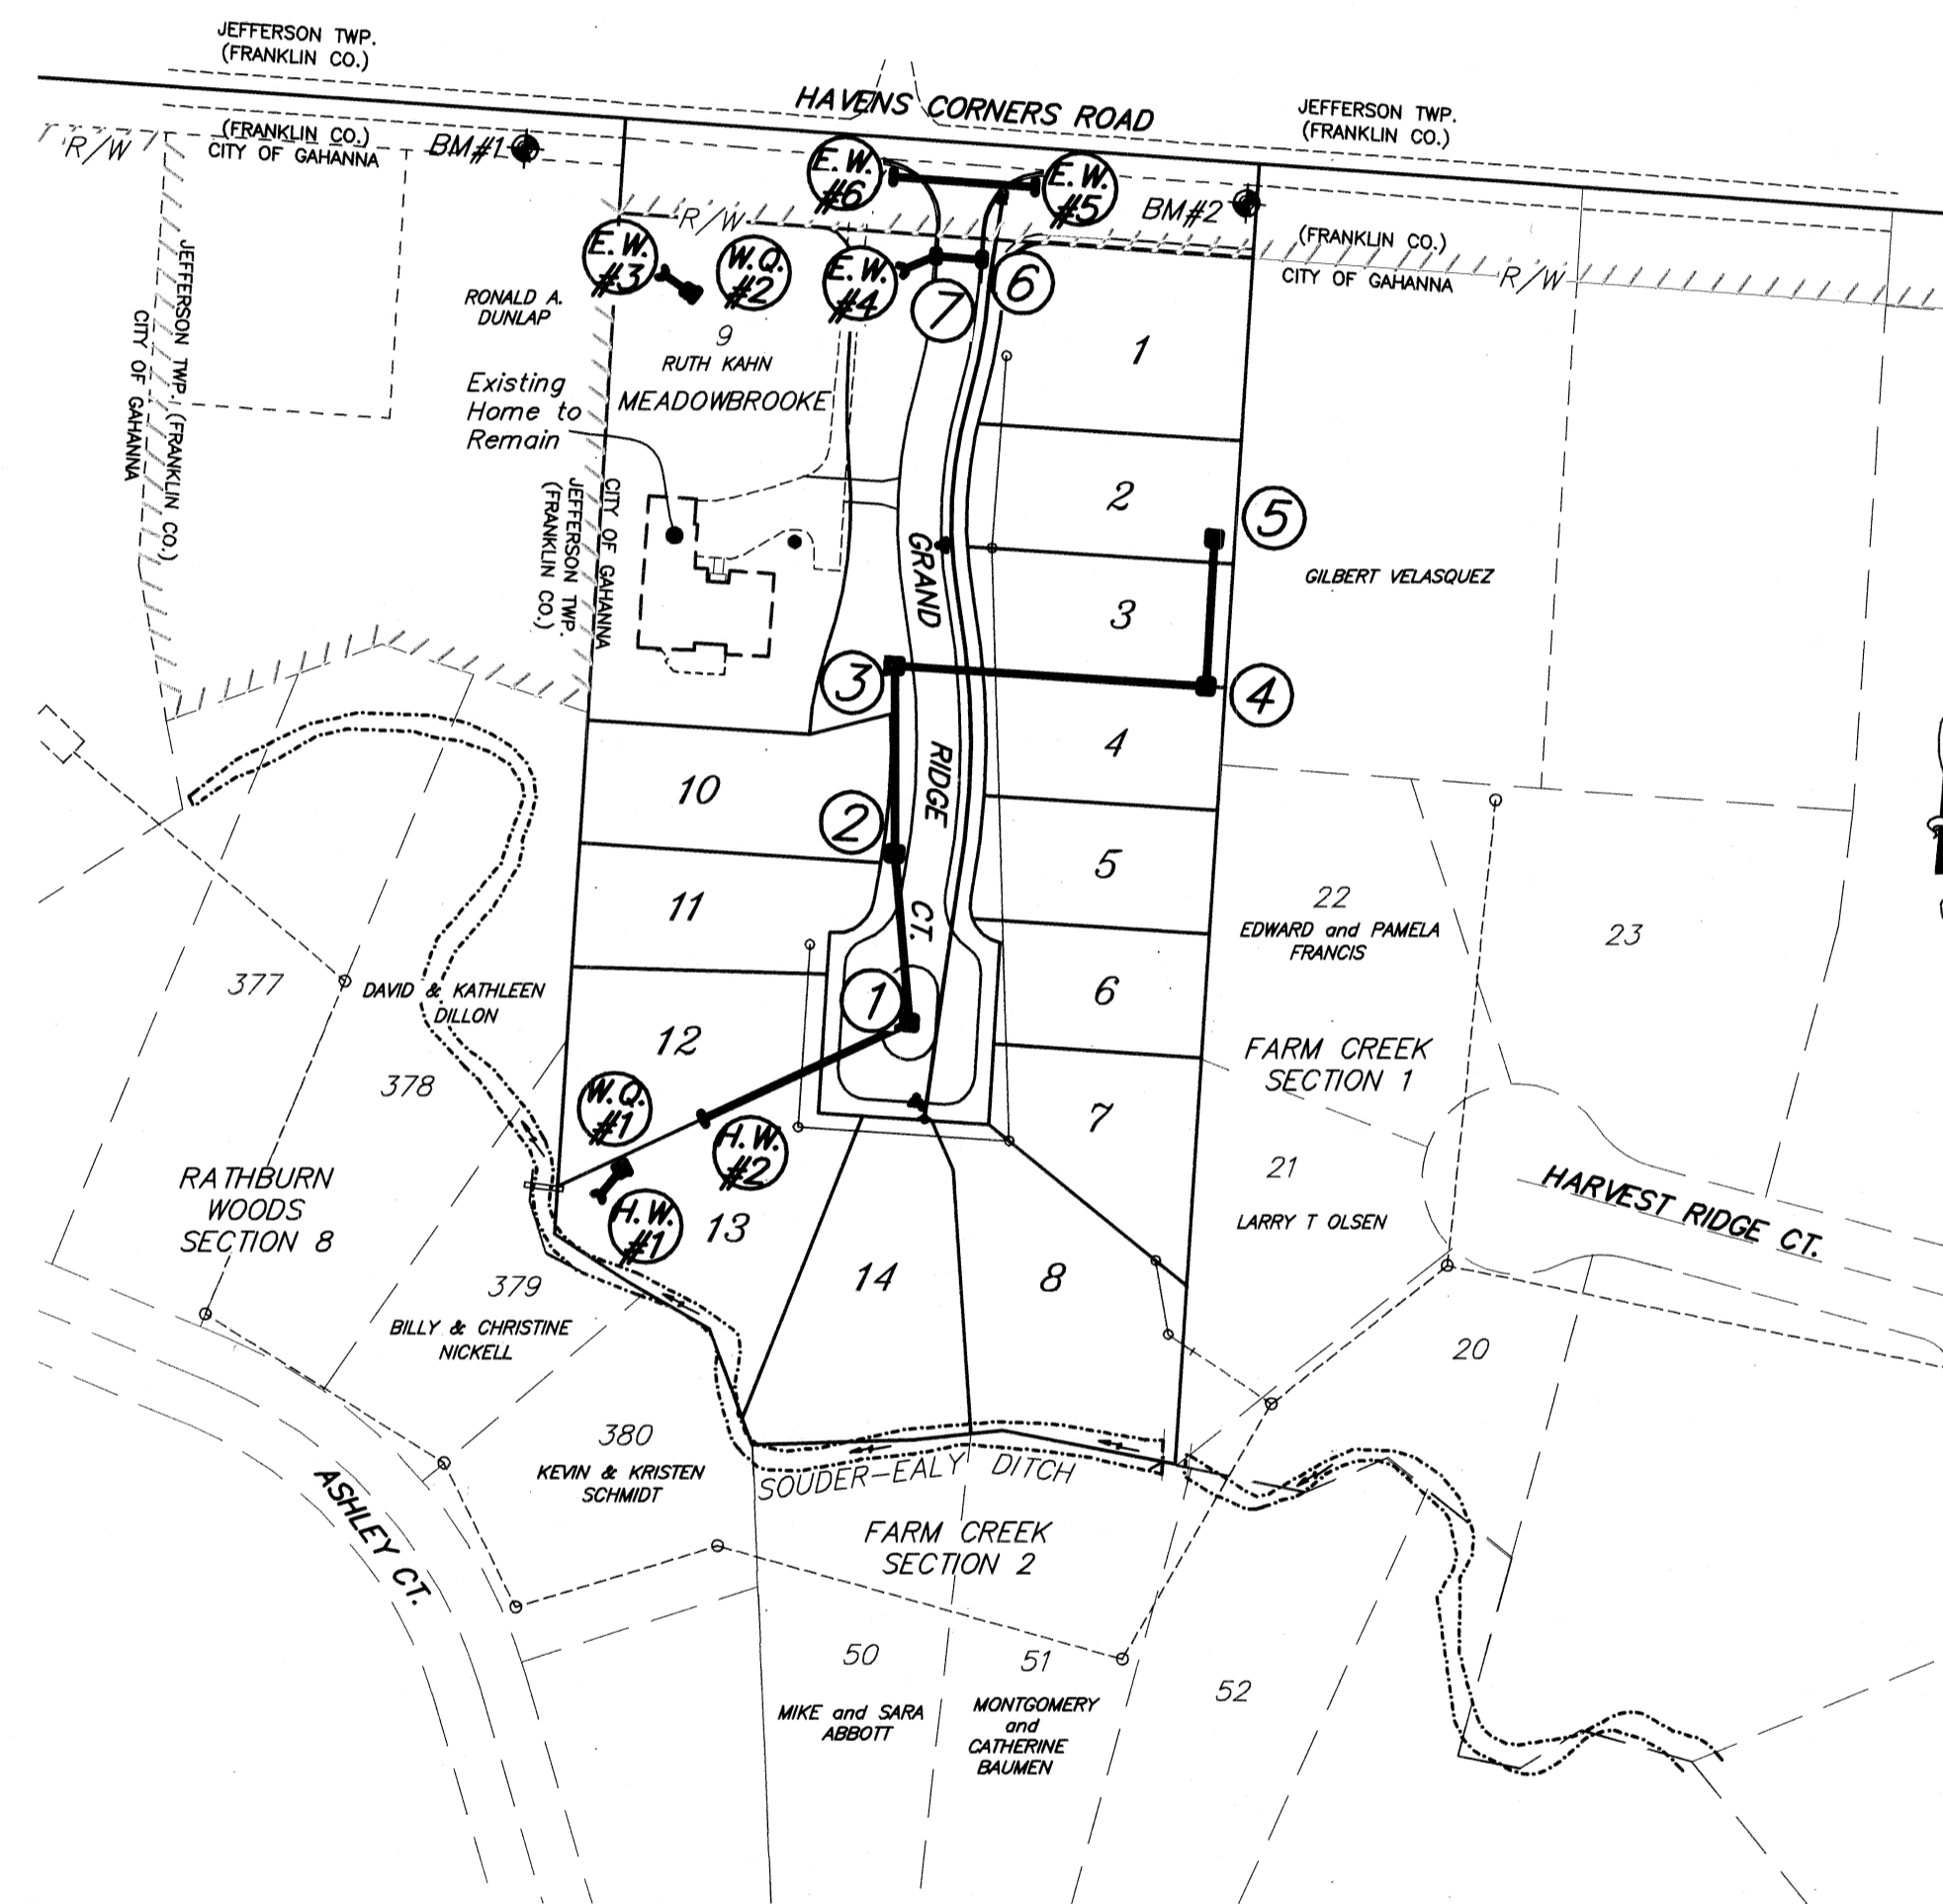 JEFFERSON TWP.
(FRANKLIN CO.)
HAVENS CORNERS ROAD
JEFFERSON TWP.
(FRANKLIN CO.)
R/W
(FRANKLIN CO.)
CITY OF GAHANNA
BM#1
E.W.
#6
E.W.
#5
BM#2
R/W
(FRANKLIN CO.)
CITY OF GAHANNA
R/W
E.W.
#3
W.Q.
#2
E.W.
#4
7
6
JEFFERSON TWP.
(FRANKLIN CO.)
CITY OF GAHANNA
RONALD A.
DUNLAP
9
RUTH KAHN
MEADOWBROOKE
Existing
Home to
Remain
1
2
5
CITY OF GAHANNA
JEFFERSON TWP.
(FRANKLIN CO.)
GRAND
RIDGE
CT.
3
GILBERT VELASQUEZ
3
4
4
10
2
5
11
22
EDWARD and PAMELA
FRANCIS
23
377
DAVID & KATHLEEN
DILLON
1
6
12
378
FARM CREEK
SECTION 1
W.Q.
#1
H.W.
#2
7
RATHBURN
WOODS
SECTION 8
H.W.
#1
13
21
LARRY T OLSEN
HARVEST RIDGE CT.
14
8
379
BILLY & CHRISTINE
NICKELL
20
380
KEVIN & KRISTEN
SCHMIDT
SOUDER-EALY DITCH
ASHLEY CT.
FARM CREEK
SECTION 2
50
MIKE and SARA
ABBOTT
51
MONTGOMERY
and
CATHERINE
BAUMEN
52